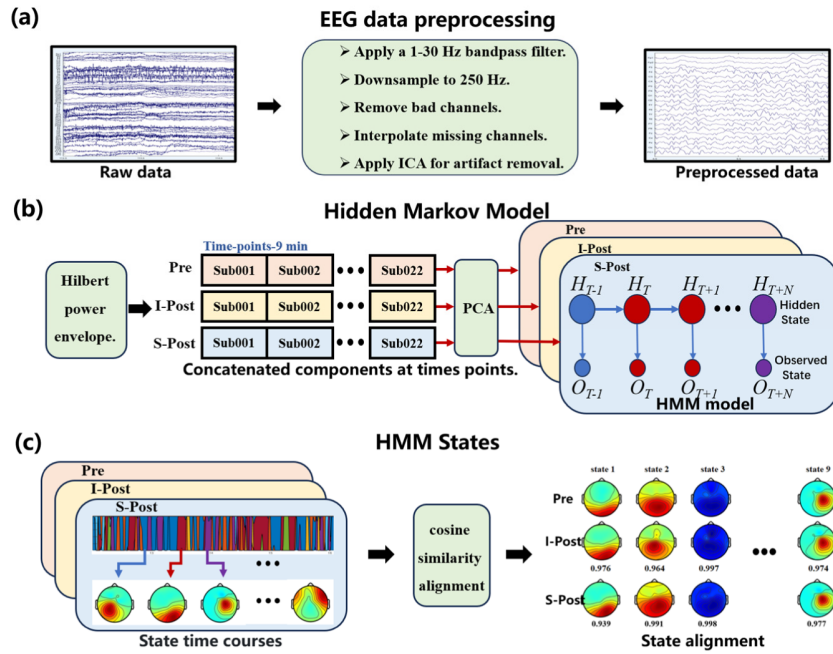 (a)
EEG data preprocessing
➢ Apply a 1-30 Hz bandpass filter.
➢ Downsample to 250 Hz.
➢ Remove bad channels.
➢ Interpolate missing channels.
➢ Apply ICA for artifact removal.
Raw data
Preprocessed data
(b)
Hidden Markov Model
Hilbert
power
envelope.
Time-points-9 min
Pre Sub001 Sub002 ••• Sub022
I-Post Sub001 Sub002 ••• Sub022
S-Post Sub001 Sub002 ••• Sub022
Concatenated components at times points.
PCA
Pre
I-Post
S-Post
H_{T-1} H_T H_{T+1} ••• H_{T+N}
Hidden
State
Observed
State
O_{T-1} O_T O_{T+1} O_{T+N}
HMM model
(c)
HMM States
Pre
I-Post
S-Post
•••
State time courses
cosine
similarity
alignment
state 1 state 2 state 3 state 9
Pre
I-Post •••
0.976 0.964 0.997 0.974
S-Post
0.939 0.991 0.998 0.977
State alignment